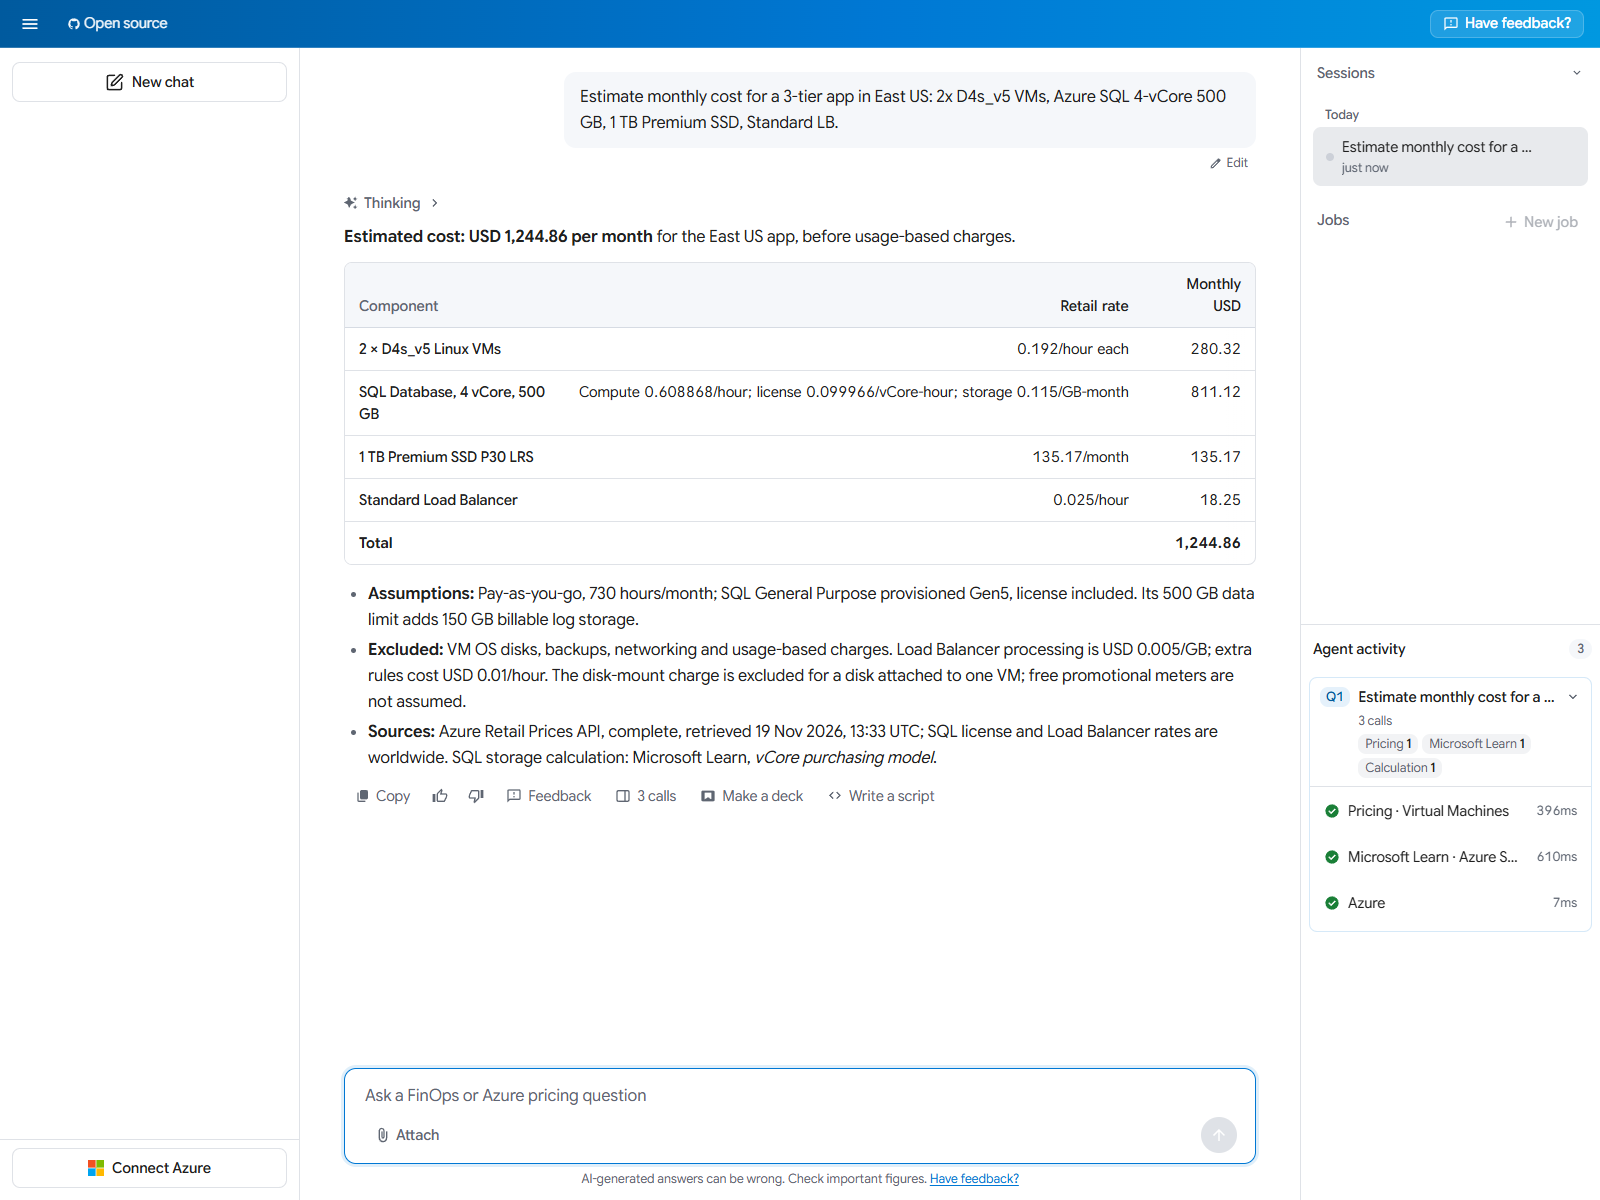 Open source
Have feedback?
New chat
Estimate monthly cost for a 3-tier app in East US: 2x D4s_v5 VMs, Azure SQL 4-vCore 500
GB, 1 TB Premium SSD, Standard LB.
Edit
Thinking
Estimated cost: USD 1,244.86 per month for the East US app, before usage-based charges.
Component Retail rate Monthly USD
2 × D4s_v5 Linux VMs 0.192/hour each 280.32
SQL Database, 4 vCore, 500 GB Compute 0.608868/hour; license 0.099966/vCore-hour; storage 0.115/GB-month 811.12
1 TB Premium SSD P30 LRS 135.17/month 135.17
Standard Load Balancer 0.025/hour 18.25
Total 1,244.86
Assumptions: Pay-as-you-go, 730 hours/month; SQL General Purpose provisioned Gen5, license included. Its 500 GB data
limit adds 150 GB billable log storage.
Excluded: VM OS disks, backups, networking and usage-based charges. Load Balancer processing is USD 0.005/GB; extra
rules cost USD 0.01/hour. The disk-mount charge is excluded for a disk attached to one VM; free promotional meters are
not assumed.
Sources: Azure Retail Prices API, complete, retrieved 19 Nov 2026, 13:33 UTC; SQL license and Load Balancer rates are
worldwide. SQL storage calculation: Microsoft Learn, vCore purchasing model.
Copy Feedback 3 calls Make a deck Write a script
Ask a FinOps or Azure pricing question
Attach
AI-generated answers can be wrong. Check important figures. Have feedback?
Connect Azure
Sessions
Today
Estimate monthly cost for a ...
just now
Jobs
New job
Agent activity 3
Q1 Estimate monthly cost for a ...
3 calls
Pricing 1 Microsoft Learn 1
Calculation 1
Pricing · Virtual Machines 396ms
Microsoft Learn · Azure S... 610ms
Azure 7ms